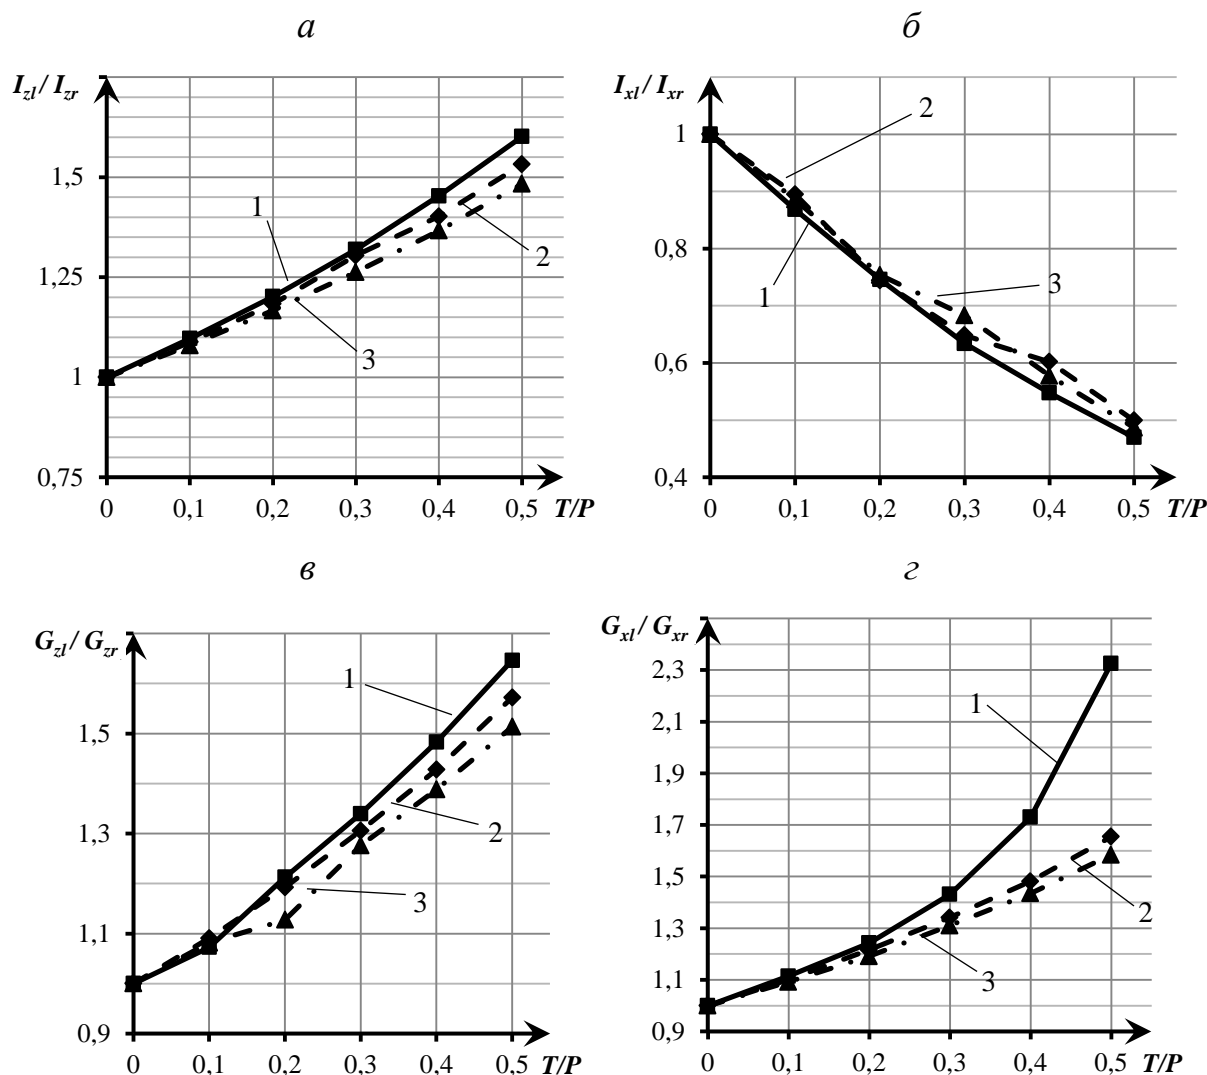 а
I_zl / I_zr
1,5
1,25
1
0,75
1
2
3
0 0,1 0,2 0,3 0,4 0,5 T/P
б
I_xl / I_xr
1
0,8
0,6
0,4
2
1
3
0 0,1 0,2 0,3 0,4 0,5 T/P
в
G_zl / G_zr
1,5
1,3
1,1
0,9
1
2
3
0 0,1 0,2 0,3 0,4 0,5 T/P
г
G_xl / G_xr
2,3
2,1
1,9
1,7
1,5
1,3
1,1
0,9
1
2
3
0 0,1 0,2 0,3 0,4 0,5 T/P